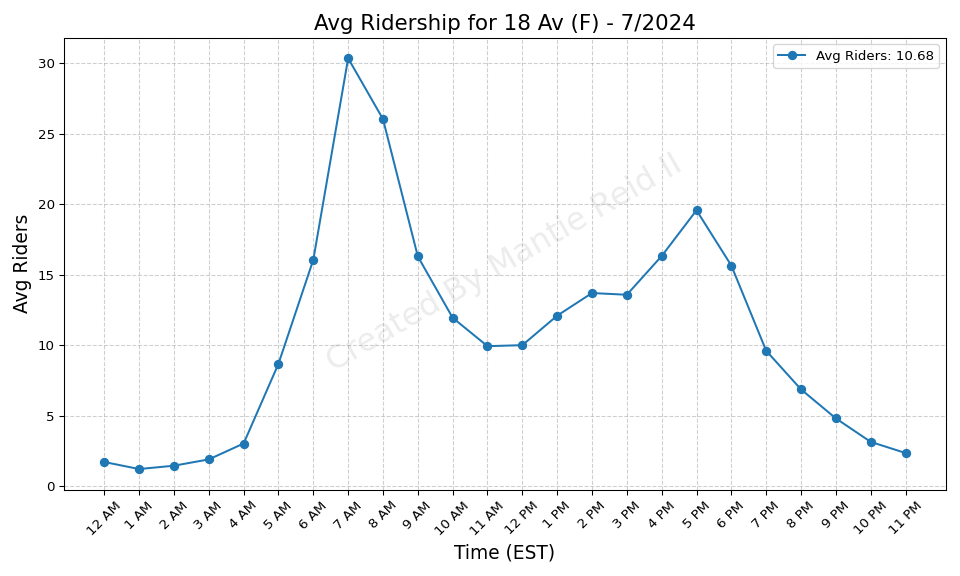 Avg Ridership for 18 Av (F) - 7/2024
Avg Riders: 10.68
30
25
20
15
10
5
0
Avg Riders
Created By Mantie Reid II
12 AM
1 AM
2 AM
3 AM
4 AM
5 AM
6 AM
7 AM
8 AM
9 AM
10 AM
11 AM
12 PM
1 PM
2 PM
3 PM
4 PM
5 PM
6 PM
7 PM
8 PM
9 PM
10 PM
11 PM
Time (EST)